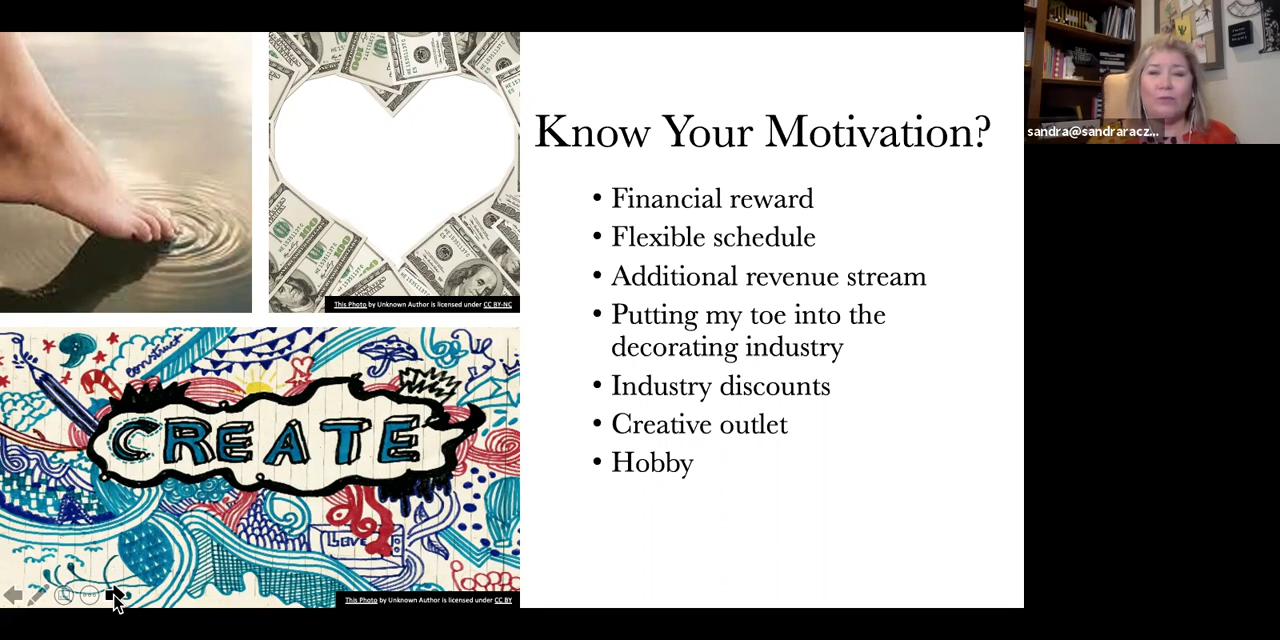 Know Your Motivation?
• Financial reward
• Flexible schedule
• Additional revenue stream
• Putting my toe into the
decorating industry
• Industry discounts
• Creative outlet
• Hobby
This Photo by Unknown Author is licensed under CC BY-NC
construct
CREATE
LOVE
This Photo by Unknown Author is licensed under CC BY
sandra@sandraracz...